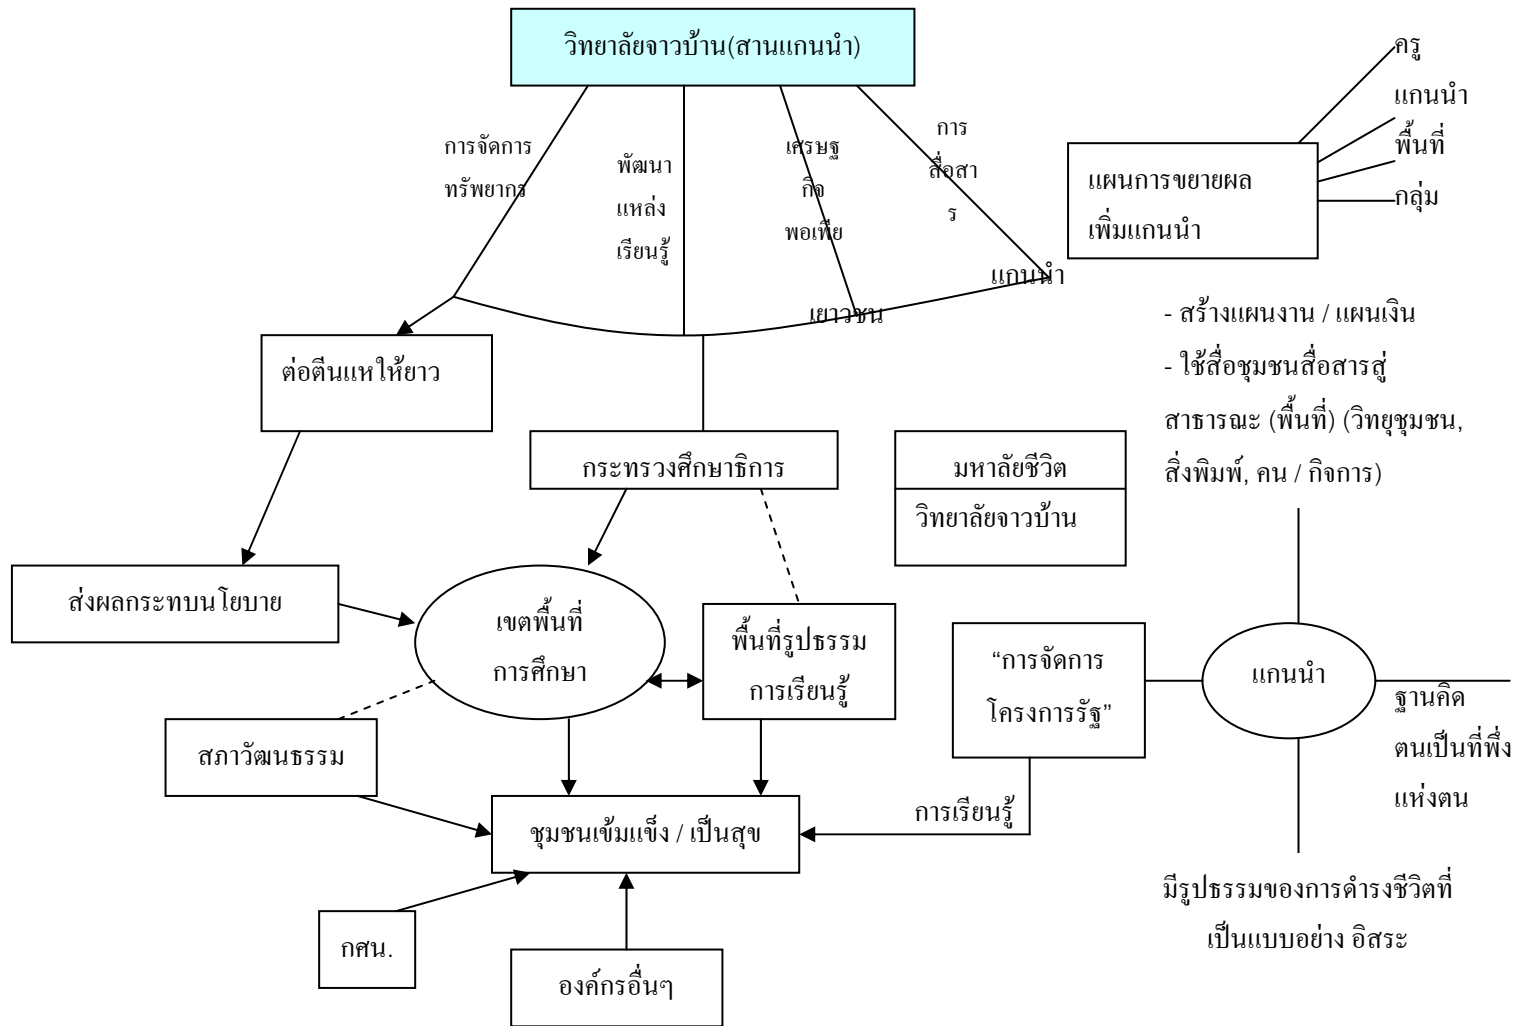 วิทยาลัยจาวบ้าน(สานแกนนำ)
การจัดการ
ทรัพยากร
พัฒนา
แหล่ง
เรียนรู้
เศรษฐ
กิจ
พอเพีย
การ
สื่อสา
ร
เยาวชน
แกนนำ
แผนการขยายผล
เพิ่มแกนนำ
ครู
แกนนำ
พื้นที่
กลุ่ม
ต่อตีนแหให้ยาว
- สร้างแผนงาน / แผนเงิน
- ใช้สื่อชุมชนสื่อสารสู่
สาธารณะ (พื้นที่) (วิทยุชุมชน,
สิ่งพิมพ์, คน / กิจการ)
กระทรวงศึกษาธิการ
มหาลัยชีวิต
วิทยาลัยจาวบ้าน
ส่งผลกระทบนโยบาย
เขตพื้นที่
การศึกษา
พื้นที่รูปธรรม
การเรียนรู้
“การจัดการ
โครงการรัฐ”
แกนนำ
ฐานคิด
ตนเป็นที่พึ่ง
แห่งตน
สภาวัฒนธรรม
ชุมชนเข้มแข็ง / เป็นสุข
การเรียนรู้
มีรูปธรรมของการดำรงชีวิตที่
เป็นแบบอย่าง อิสระ
กศน.
องค์กรอื่นๆ